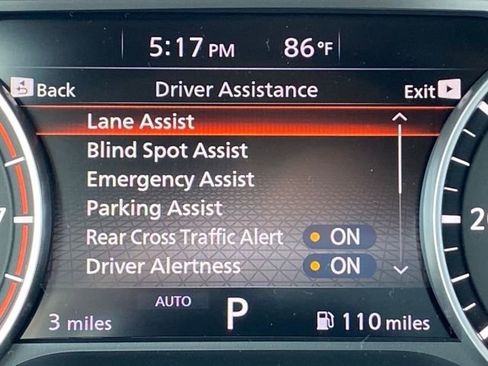 5:17 PM 86°F
Back Driver Assistance Exit
Lane Assist
Blind Spot Assist
Emergency Assist
Parking Assist
Rear Cross Traffic Alert ON
Driver Alertness ON
AUTO
3 miles P 110 miles